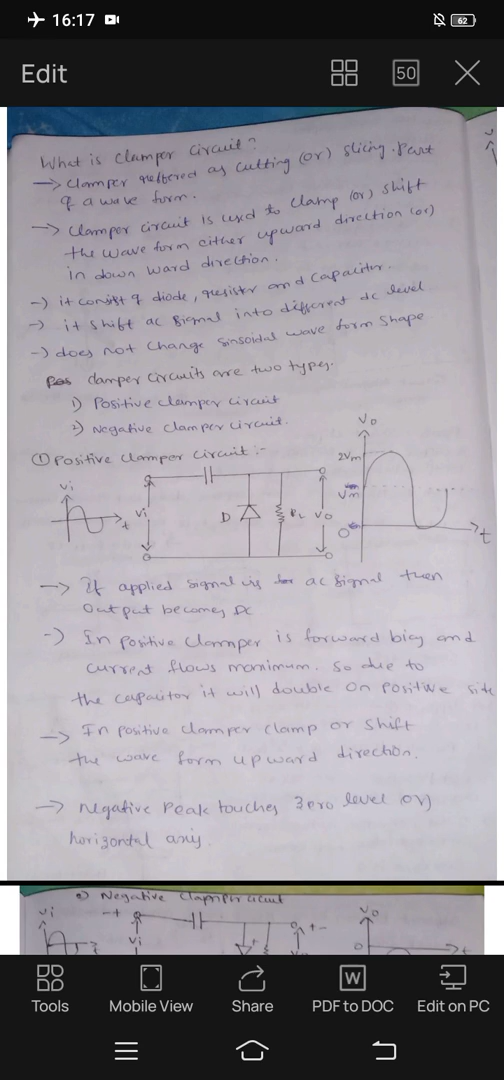 16:17
62
Edit
50
What is clamper circuit?
-> clamper reffered as cutting (or) slicing part
of a wave form.
-> clamper circuit is used to clamp (or) shift
the wave form either upward direction (or)
in down ward direction.
-) it consist of diode, resister and capacitor.
-) it shift ac signal into different dc level
-) does not change sinsoidal wave form shape
Pos clamper circuits are two types.
1) Positive clamper circuit
2) Negative clamper circuit.
① Positive clamper circuit :-
Vi
t
Vi
D
RL
Vo
Vo
2Vm
Vm
0
t
-> If applied signal is ac signal then
output becomes DC
-) In positive clammper is forward bias and
current flows maximum. so due to
the capacitor it will double on positive side
-> In positive clamper clamp or shift
the wave form upward direction.
-> negative peak touches zero level or)
horizontal axis.
Negative clamper circuit
Vi
-+
Vi
+-
Vo
0
t
Tools
Mobile View
Share
PDF to DOC
Edit on PC